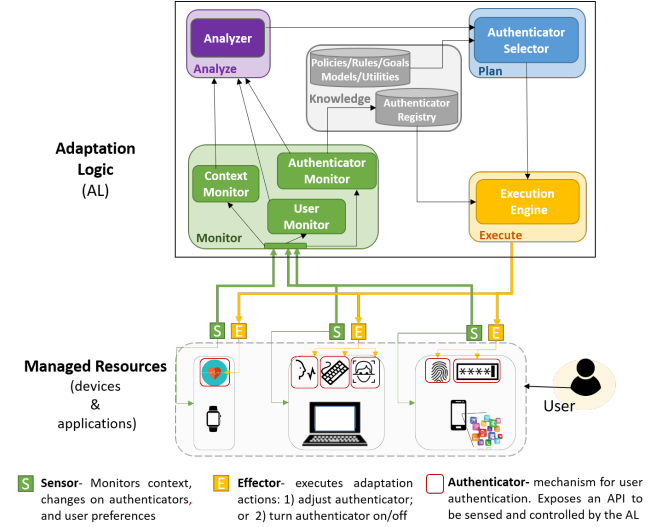 Analyzer
Analyze
Authenticator
Selector
Plan
Policies/Rules/Goals
Models/Utilities
Knowledge
Authenticator
Registry
Adaptation
Logic
(AL)
Authenticator
Monitor
Context
Monitor
User
Monitor
Monitor
Execution
Engine
Execute
S
E
S
E
S
E
Managed Resources
(devices
&
applications)
****
User
S
Sensor- Monitors context,
changes on authenticators,
and user preferences
E
Effector- executes adaptation
actions: 1) adjust authenticator;
or 2) turn authenticator on/off
Authenticator- mechanism for user
authentication. Exposes an API to
be sensed and controlled by the AL